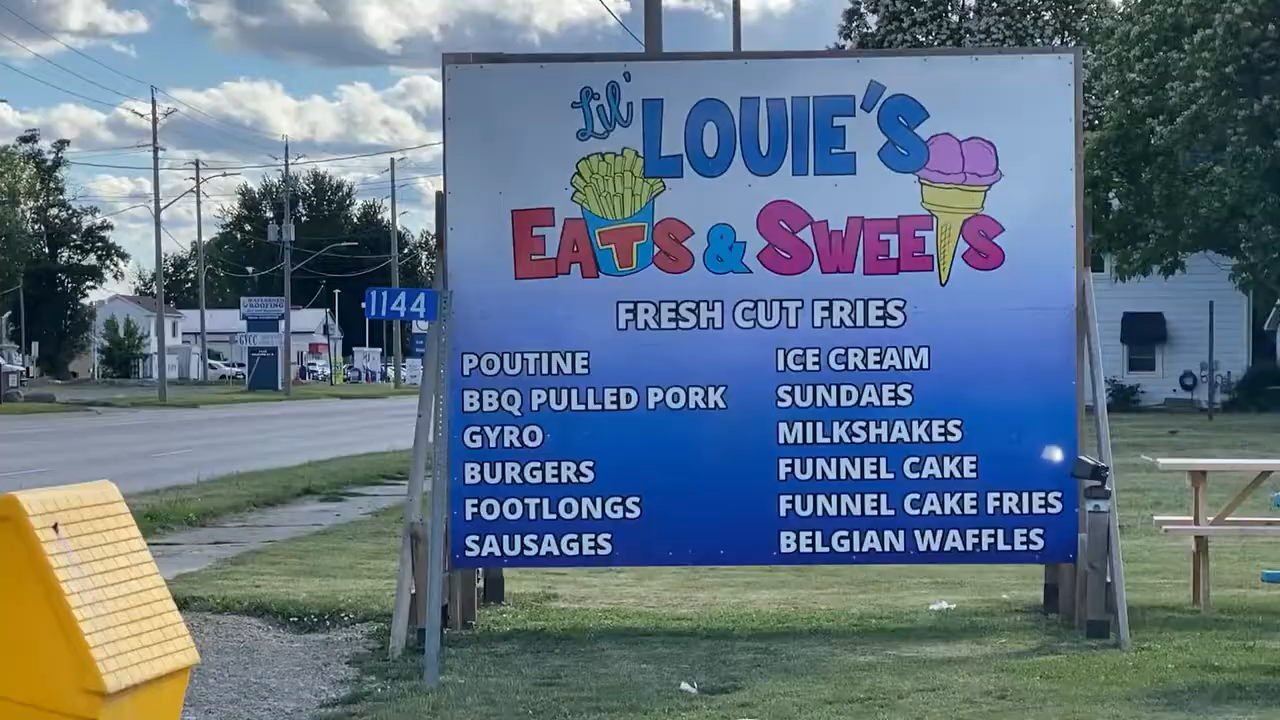 Lil' LOUIE'S
EATS & SWEETS
FRESH CUT FRIES
POUTINE
BBQ PULLED PORK
GYRO
BURGERS
FOOTLONGS
SAUSAGES
ICE CREAM
SUNDAES
MILKSHAKES
FUNNEL CAKE
FUNNEL CAKE FRIES
BELGIAN WAFFLES
1144
ROOFING